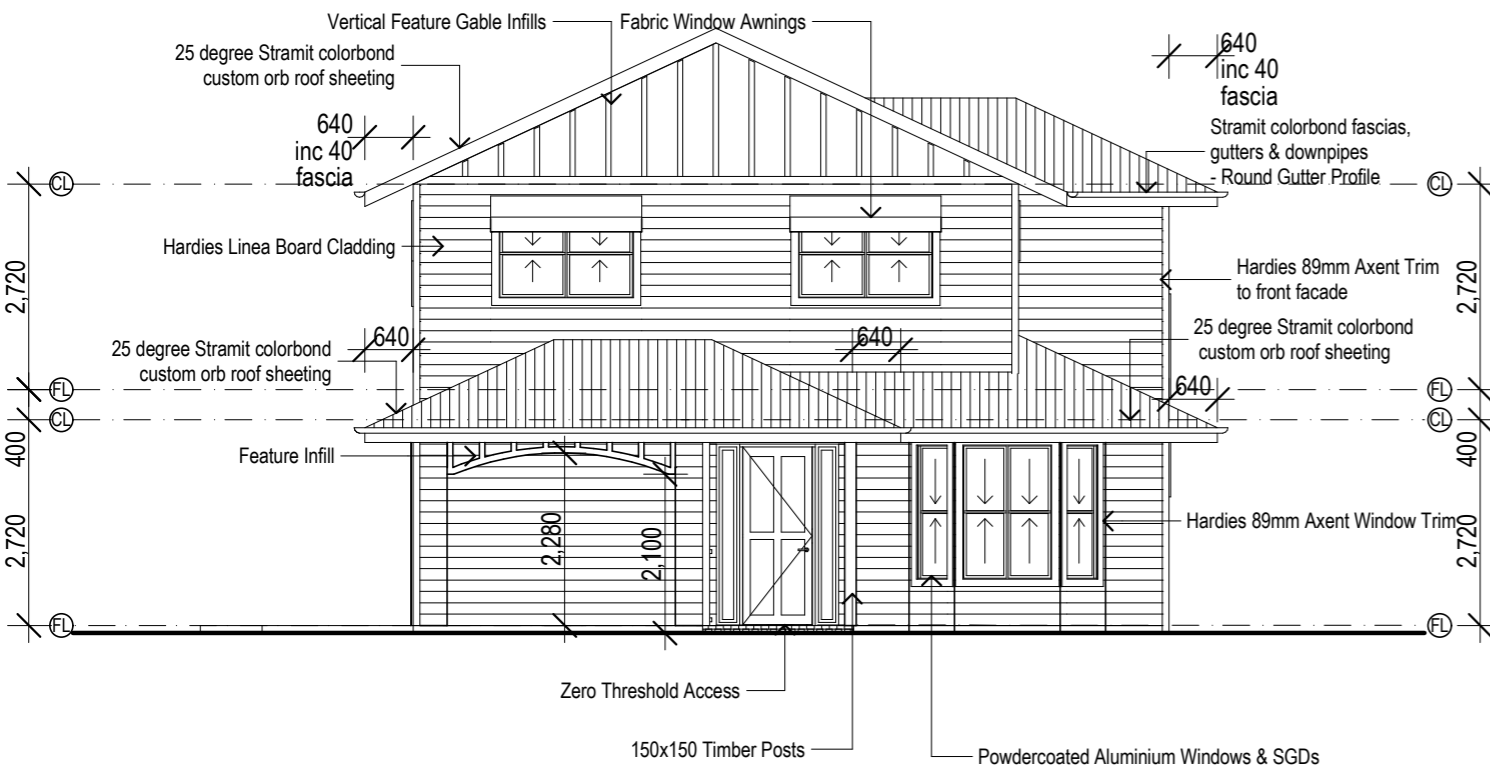 Vertical Feature Gable Infills
Fabric Window Awnings
25 degree Stramit colorbond
custom orb roof sheeting
640
inc 40
fascia
640
inc 40
fascia
Stramit colorbond fascias,
gutters & downpipes
- Round Gutter Profile
CL
CL
Hardies Linea Board Cladding
2,720
2,720
Hardies 89mm Axent Trim
to front facade
25 degree Stramit colorbond
custom orb roof sheeting
640
640
25 degree Stramit colorbond
custom orb roof sheeting
640
FL
FL
CL
CL
400
400
Feature Infill
2,280
2,100
2,720
2,720
Hardies 89mm Axent Window Trim
FL
FL
Zero Threshold Access
150x150 Timber Posts
Powdercoated Aluminium Windows & SGDs